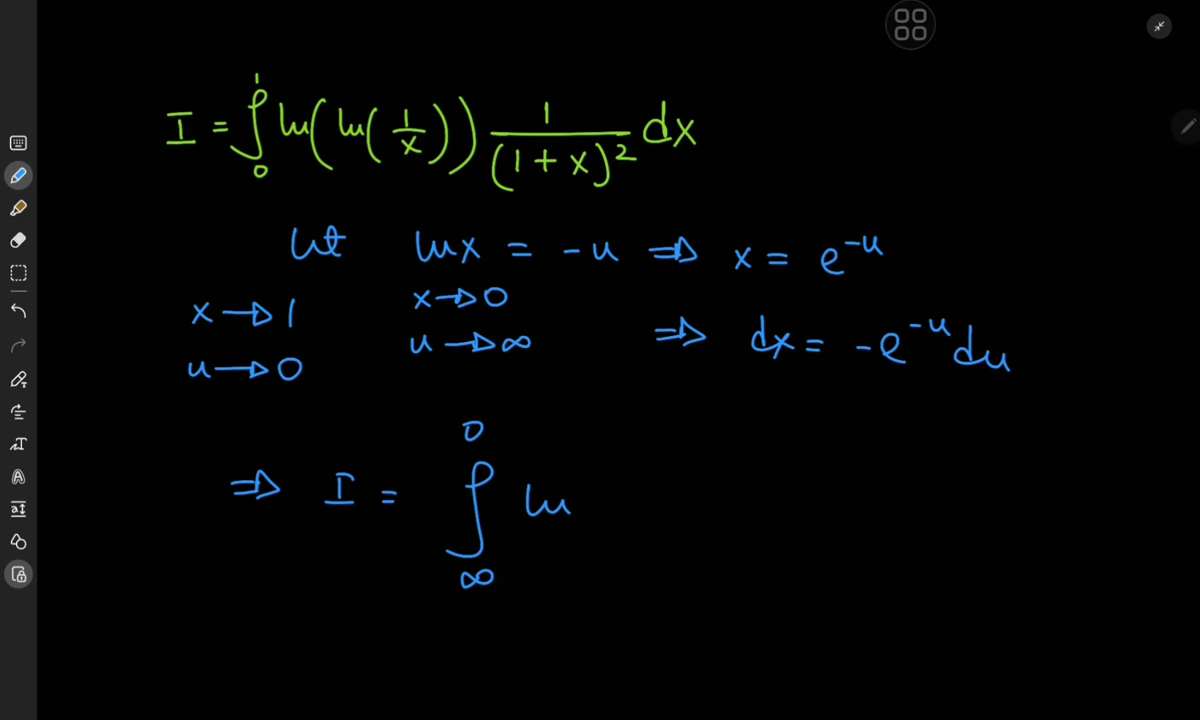 I = ∫₀¹ ln(ln(1/x)) 1/(1+x)² dx
let ln x = -u ⇒ x = e^(-u)
x → 1 x → 0 ⇒ dx = -e^(-u) du
u → 0 u → ∞
⇒ I = ∫_∞^0 ln